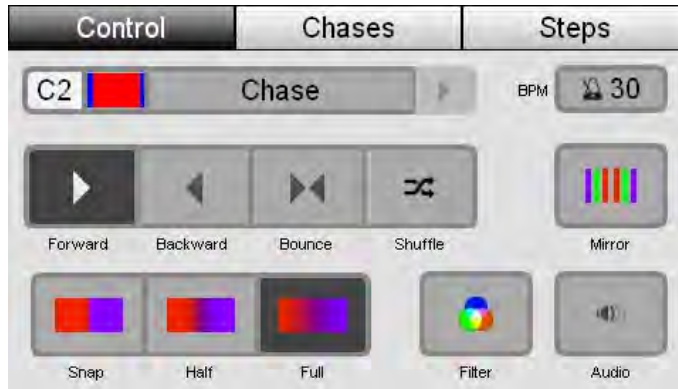 Control Chases Steps
C2 Chase BPM 30
Forward Backward Bounce Shuffle Mirror
Snap Half Full Filter Audio